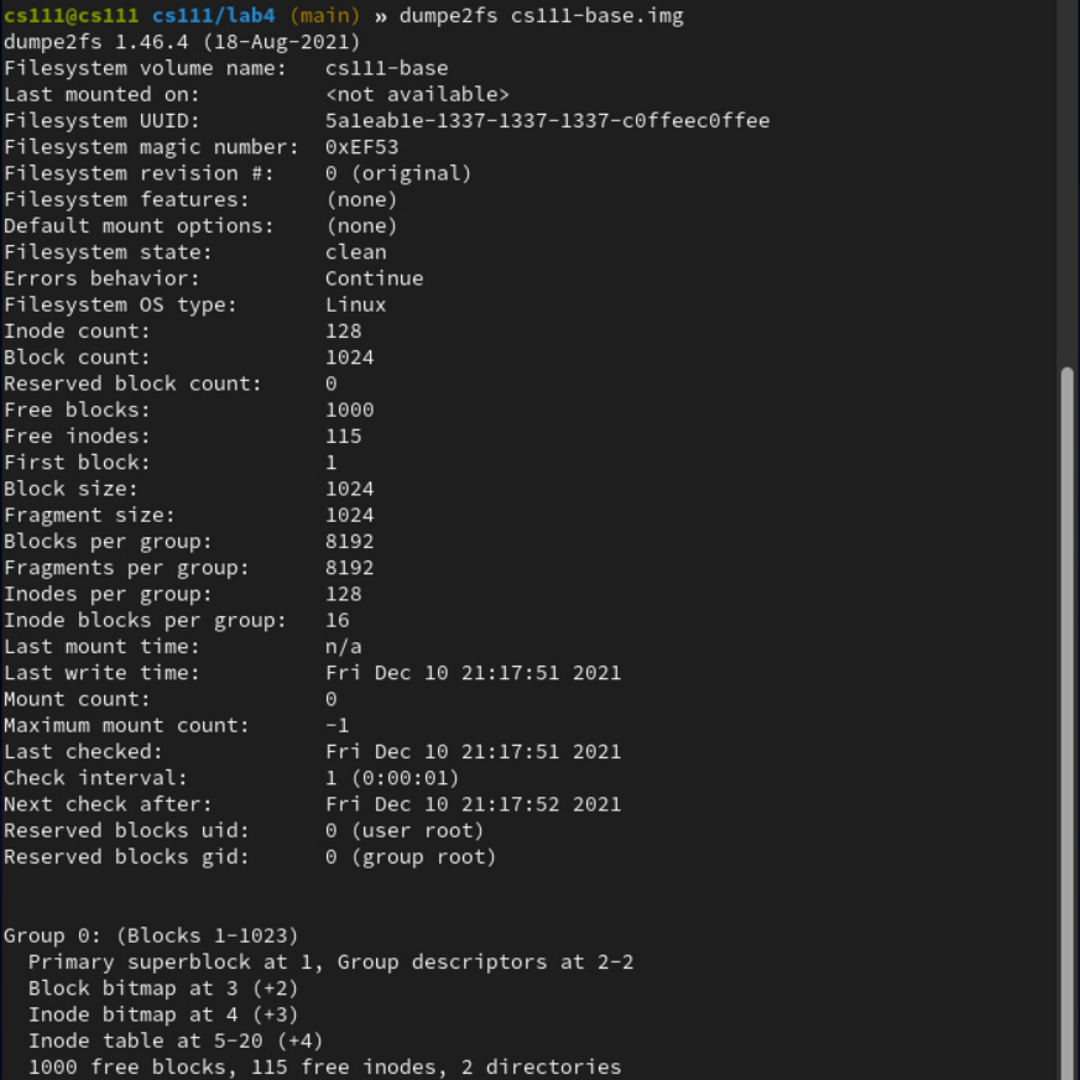 cs111@cs111 cs111/lab4 (main) » dumpe2fs cs111-base.img
dumpe2fs 1.46.4 (18-Aug-2021)
Filesystem volume name:   cs111-base
Last mounted on:          <not available>
Filesystem UUID:          5a1eab1e-1337-1337-1337-c0ffeec0ffee
Filesystem magic number:  0xEF53
Filesystem revision #:    0 (original)
Filesystem features:      (none)
Default mount options:    (none)
Filesystem state:         clean
Errors behavior:          Continue
Filesystem OS type:       Linux
Inode count:              128
Block count:              1024
Reserved block count:     0
Free blocks:              1000
Free inodes:              115
First block:              1
Block size:               1024
Fragment size:            1024
Blocks per group:         8192
Fragments per group:      8192
Inodes per group:         128
Inode blocks per group:   16
Last mount time:          n/a
Last write time:          Fri Dec 10 21:17:51 2021
Mount count:              0
Maximum mount count:      -1
Last checked:             Fri Dec 10 21:17:51 2021
Check interval:           1 (0:00:01)
Next check after:         Fri Dec 10 21:17:52 2021
Reserved blocks uid:      0 (user root)
Reserved blocks gid:      0 (group root)
Group 0: (Blocks 1-1023)
  Primary superblock at 1, Group descriptors at 2-2
  Block bitmap at 3 (+2)
  Inode bitmap at 4 (+3)
  Inode table at 5-20 (+4)
  1000 free blocks, 115 free inodes, 2 directories